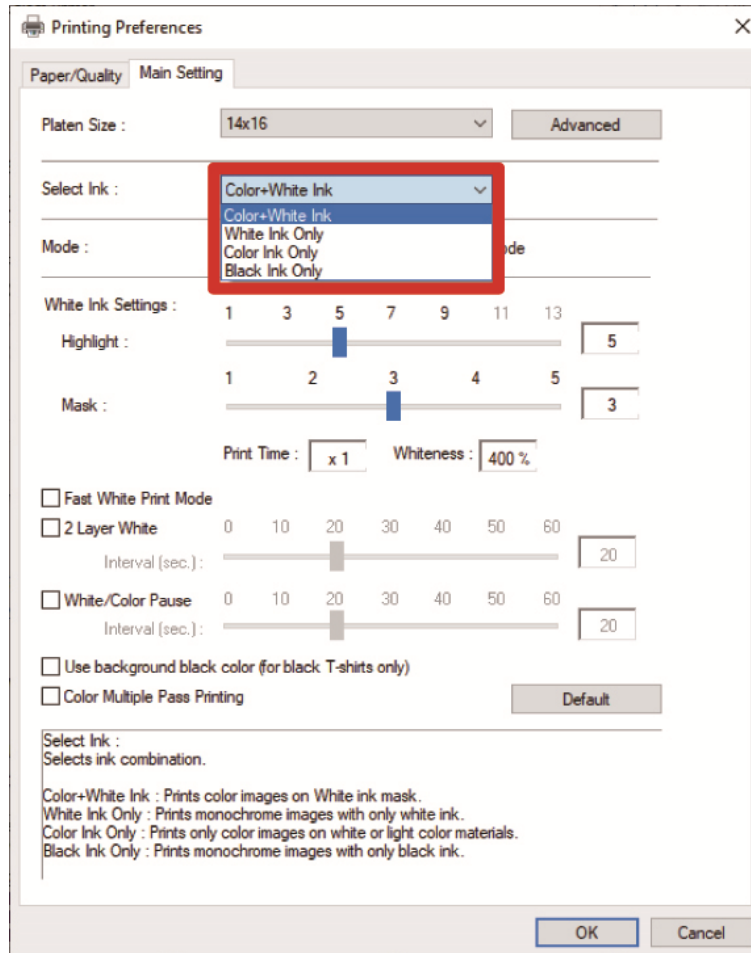 Printing Preferences
Paper/Quality Main Setting
Platen Size : 14x16 Advanced
Select Ink : Color+White Ink
Color+White Ink
White Ink Only
Color Ink Only
Black Ink Only
Mode :
White Ink Settings : 1 3 5 7 9 11 13
Highlight : 5
1 2 3 4 5
Mask : 3
Print Time : x 1 Whiteness : 400 %
Fast White Print Mode
2 Layer White 0 10 20 30 40 50 60
Interval (sec.) : 20
White/Color Pause 0 10 20 30 40 50 60
Interval (sec.) : 20
Use background black color (for black T-shirts only)
Color Multiple Pass Printing Default
Select Ink :
Selects ink combination.
Color+White Ink : Prints color images on White ink mask.
White Ink Only : Prints monochrome images with only white ink.
Color Ink Only : Prints only color images on white or light color materials.
Black Ink Only : Prints monochrome images with only black ink.
OK Cancel